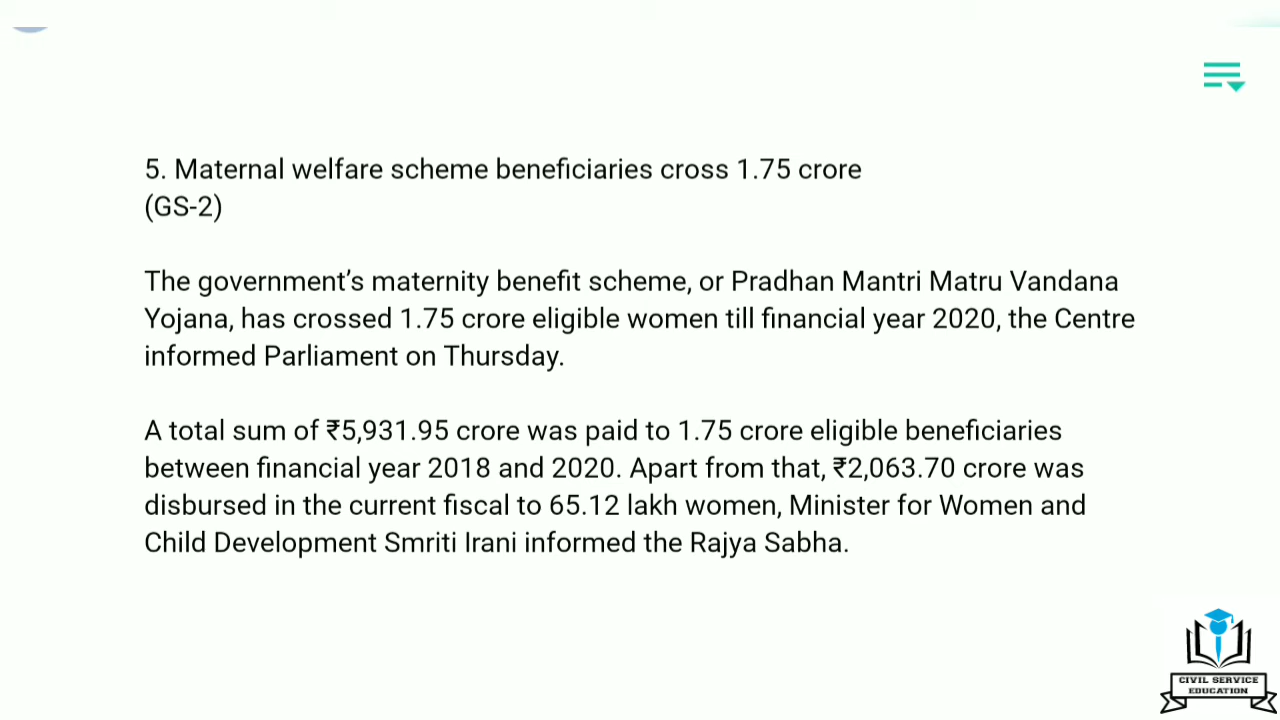 5. Maternal welfare scheme beneficiaries cross 1.75 crore
(GS-2)
The government’s maternity benefit scheme, or Pradhan Mantri Matru Vandana
Yojana, has crossed 1.75 crore eligible women till financial year 2020, the Centre
informed Parliament on Thursday.
A total sum of ₹5,931.95 crore was paid to 1.75 crore eligible beneficiaries
between financial year 2018 and 2020. Apart from that, ₹2,063.70 crore was
disbursed in the current fiscal to 65.12 lakh women, Minister for Women and
Child Development Smriti Irani informed the Rajya Sabha.
CIVIL SERVICE
EDUCATION